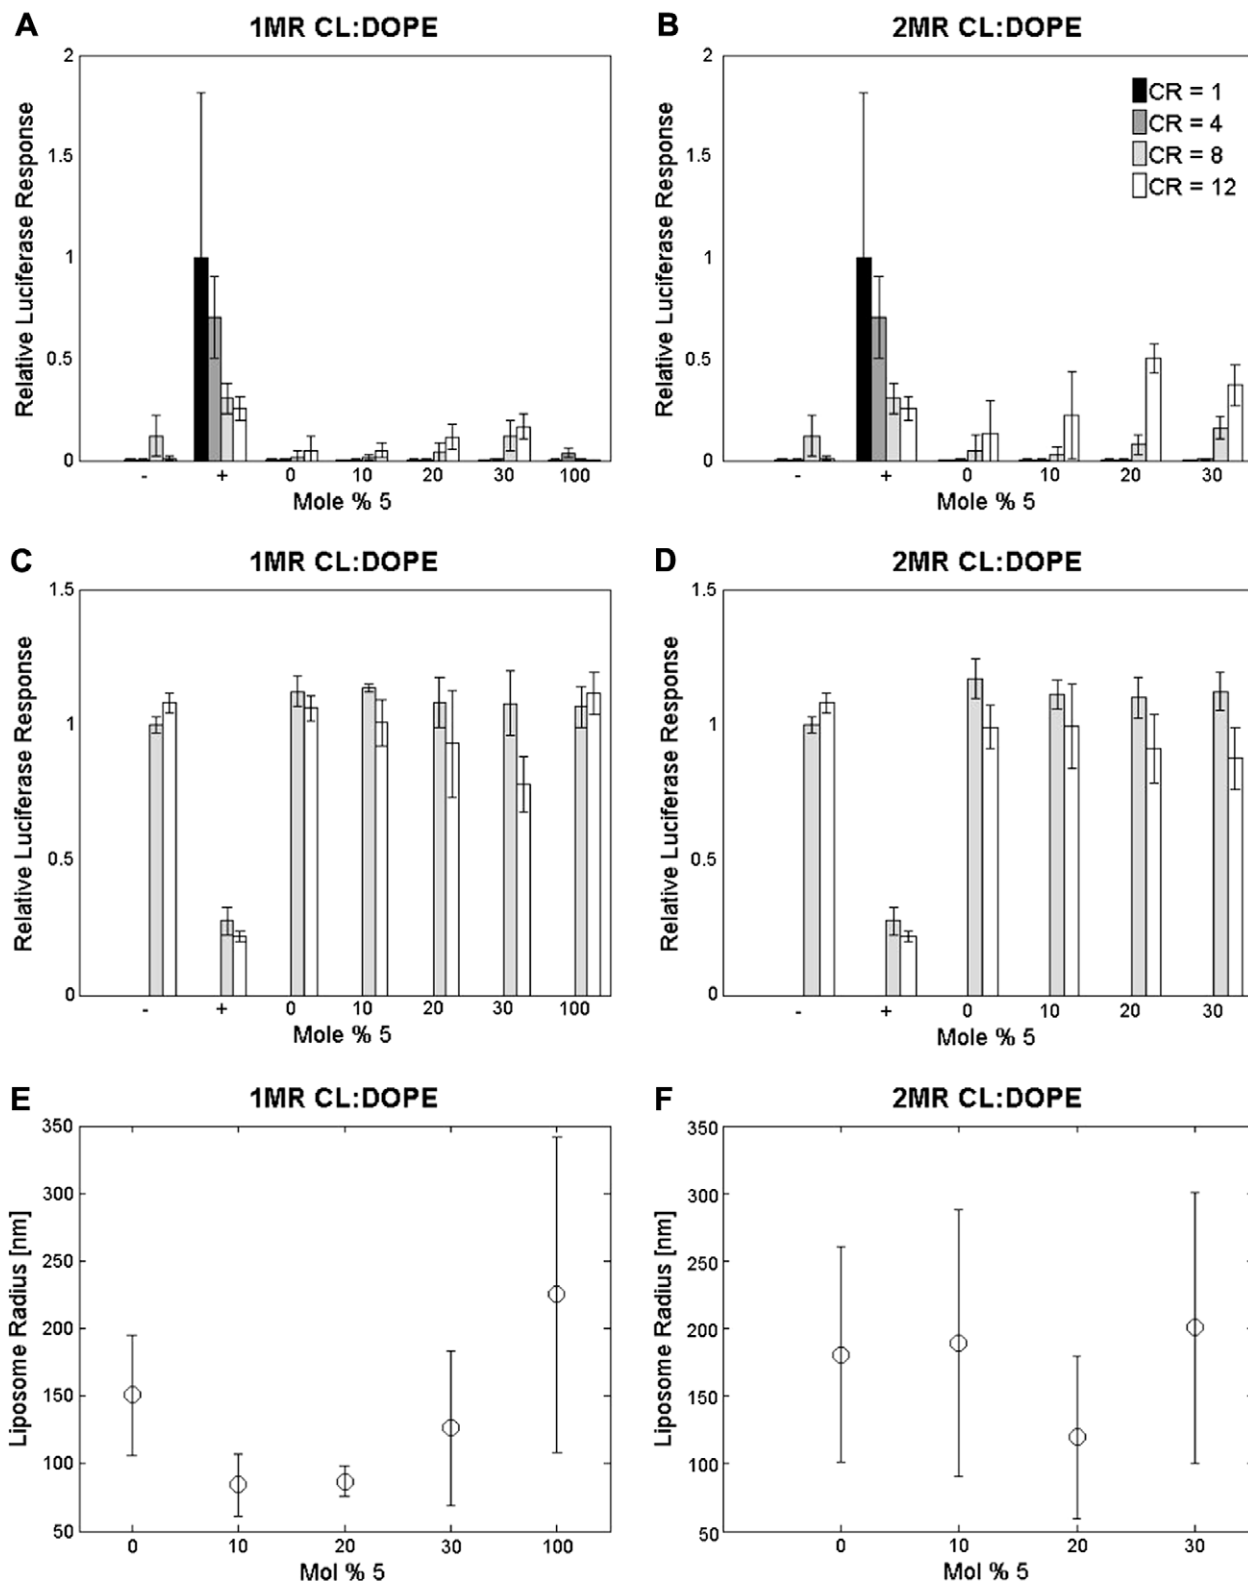 A
1MR CL:DOPE
Relative Luciferase Response
2
1.5
1
0.5
0
- + 0 10 20 30 100
Mole % 5
B
2MR CL:DOPE
Relative Luciferase Response
2
1.5
1
0.5
0
CR = 1
CR = 4
CR = 8
CR = 12
- + 0 10 20 30
Mole % 5
C
1MR CL:DOPE
Relative Luciferase Response
1.5
1
0.5
0
- + 0 10 20 30 100
Mole % 5
D
2MR CL:DOPE
Relative Luciferase Response
1.5
1
0.5
0
- + 0 10 20 30
Mole % 5
E
1MR CL:DOPE
Liposome Radius [nm]
350
300
250
200
150
100
50
0 10 20 30 100
Mol % 5
F
2MR CL:DOPE
Liposome Radius [nm]
350
300
250
200
150
100
50
0 10 20 30
Mol % 5